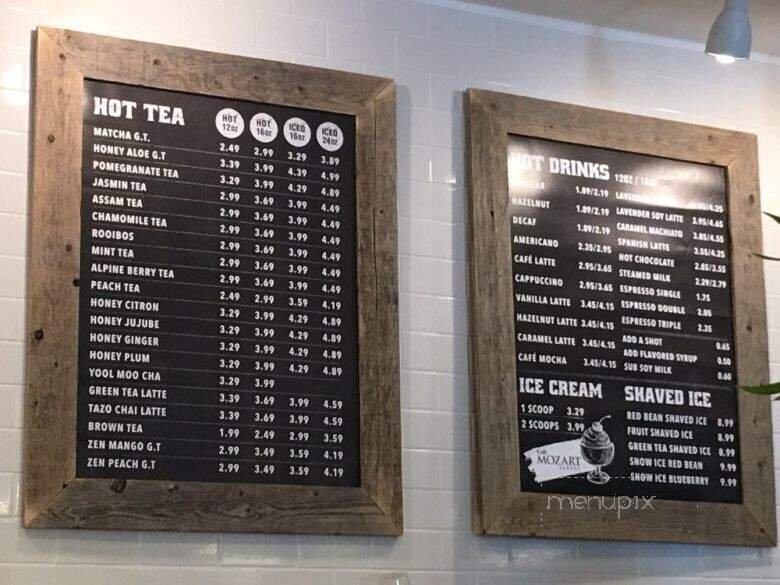 HOT TEA HOT 12oz HOT 16oz ICED 16oz ICED 24oz
MATCHA G.T. 2.49 2.99 3.29 3.89
HONEY ALOE G.T 3.39 3.99 4.39 4.99
POMEGRANATE TEA 3.29 3.99 4.29 4.89
JASMIN TEA 2.99 3.69 3.99 4.49
ASSAM TEA 2.99 3.69 3.99 4.49
CHAMOMILE TEA 2.99 3.69 3.99 4.49
ROOIBOS 2.99 3.69 3.99 4.49
MINT TEA 2.99 3.69 3.99 4.49
ALPINE BERRY TEA 2.99 3.69 3.99 4.49
PEACH TEA 2.49 2.99 3.59 4.19
HONEY CITRON 3.29 3.99 4.29 4.89
HONEY JUJUBE 3.29 3.99 4.29 4.89
HONEY GINGER 3.29 3.99 4.29 4.89
HONEY PLUM 3.29 3.99 4.29 4.89
YOOL MOO CHA 3.29 3.99
GREEN TEA LATTE 3.39 3.69 3.99 4.59
TAZO CHAI LATTE 3.39 3.69 3.99 4.59
BROWN TEA 1.99 2.49 2.99 3.59
ZEN MANGO G.T 2.99 3.49 3.59 4.19
ZEN PEACH G.T 2.99 3.49 3.59 4.19
HOT DRINKS 12OZ / 16OZ
1.89/2.19
HAZELNUT 1.89/2.19
DECAF 1.89/2.19
AMERICANO 2.35/2.95
CAFÉ LATTE 2.95/3.65
CAPPUCCINO 2.95/3.65
VANILLA LATTE 3.45/4.15
HAZELNUT LATTE 3.45/4.15
CARAMEL LATTE 3.45/4.15
CAFÉ MOCHA 3.45/4.15
LAVENDER SOY LATTE 3.95/4.65
CARAMEL MACHIATO 3.85/4.55
SPANISH LATTE 3.55/4.25
HOT CHOCOLATE 2.85/3.55
STEAMED MILK 2.29/2.79
ESPRESSO SINGLE 1.75
ESPRESSO DOUBLE 2.05
ESPRESSO TRIPLE 2.35
ADD A SHOT 0.65
ADD FLAVORED SYRUP 0.50
SUB SOY MILK 0.60
ICE CREAM
1 SCOOP 3.29
2 SCOOPS 3.99
Café
MOZART
BAKERY
SHAVED ICE
RED BEAN SHAVED ICE 8.99
FRUIT SHAVED ICE 8.99
GREEN TEA SHAVED ICE 8.99
SNOW ICE RED BEAN 9.99
SNOW ICE BLUEBERRY 9.99
menupix